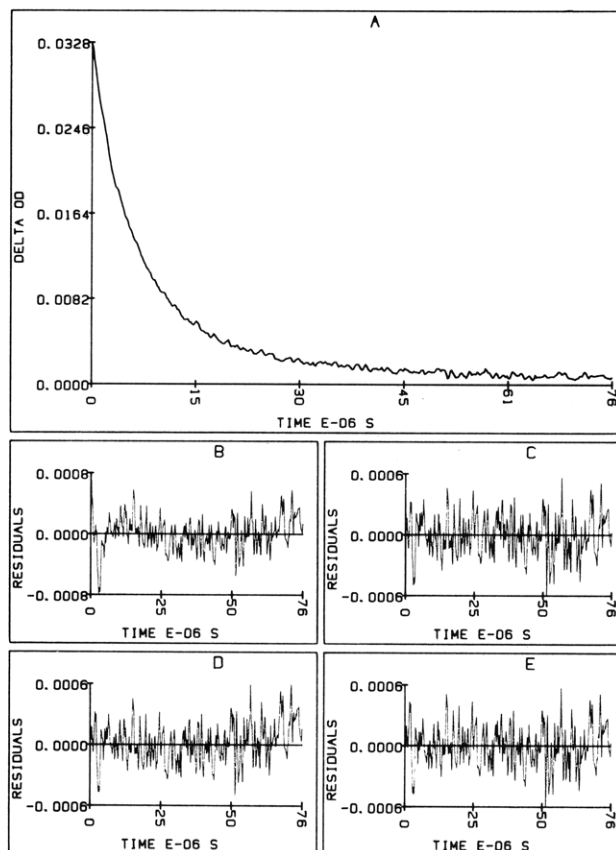 A
0.0328
0.0246
0.0164
0.0082
0.0000
DELTA OD
0 15 30 45 61 76
TIME E-06 S
B
0.0008
0.0000
-0.0008
RESIDUALS
0 25 50 76
TIME E-06 S
C
0.0006
0.0000
-0.0006
RESIDUALS
0 25 50 76
TIME E-06 S
D
0.0006
0.0000
-0.0006
RESIDUALS
0 25 50 76
TIME E-06 S
E
0.0006
0.0000
-0.0006
RESIDUALS
0 25 50 76
TIME E-06 S